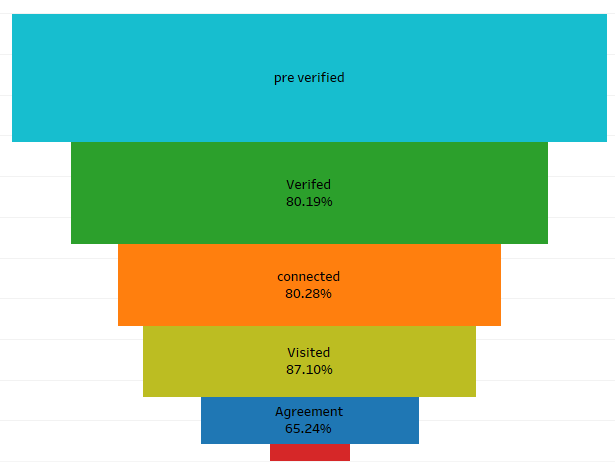 pre verified
Verifed
80.19%
connected
80.28%
Visited
87.10%
Agreement
65.24%